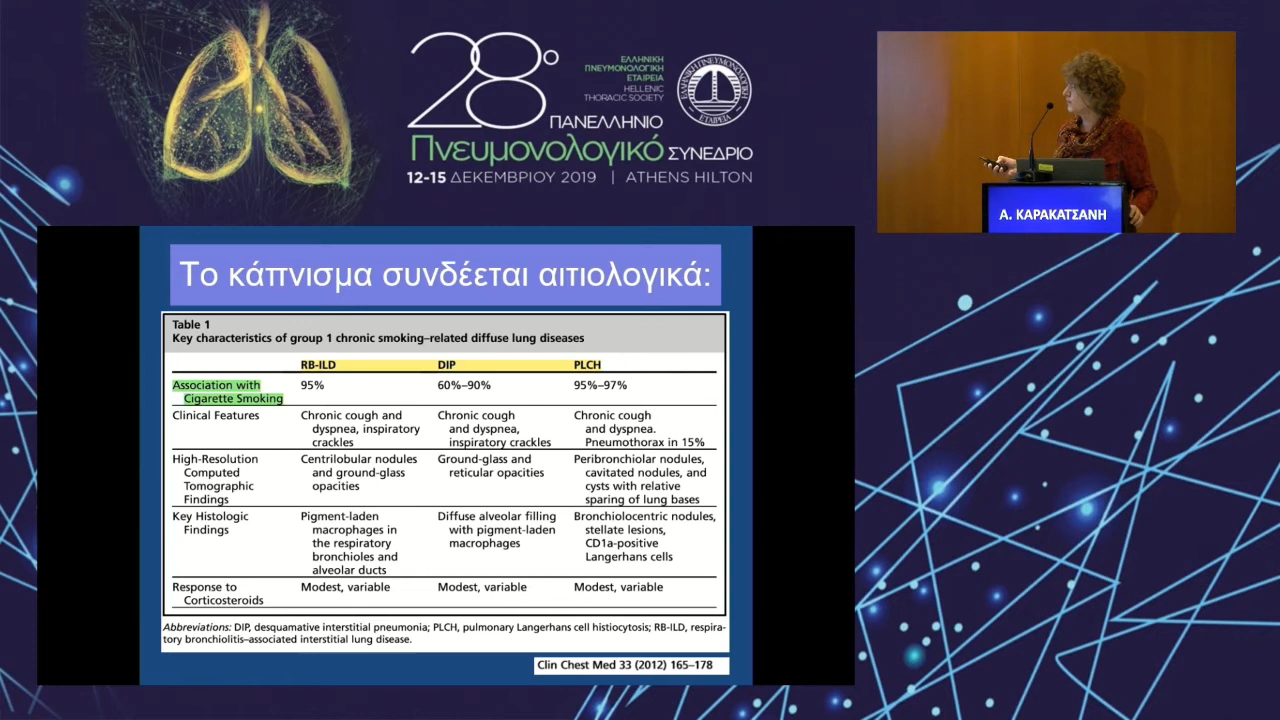 28ο
ΕΛΛΗΝΙΚΗ
ΠΝΕΥΜΟΝΟΛΟΓΙΚΗ
ΕΤΑΙΡΕΙΑ
HELLENIC
THORACIC SOCIETY
ΕΛΛΗΝΙΚΗ ΠΝΕΥΜΟΝΟΛΟΓΙΚΗ
ΕΤΑΙΡΕΙΑ
ΠΑΝΕΛΛΗΝΙΟ
Πνευμονολογικό ΣΥΝΕΔΡΙΟ
12-15 ΔΕΚΕΜΒΡΙΟΥ 2019 | ATHENS HILTON
Α. ΚΑΡΑΚΑΤΣΑΝΗ
Το κάπνισμα συνδέεται αιτιολογικά:
Table 1
Key characteristics of group 1 chronic smoking–related diffuse lung diseases
RB-ILD DIP PLCH
Association with 95% 60%–90% 95%–97%
Cigarette Smoking
Clinical Features Chronic cough and Chronic cough Chronic cough
dyspnea, inspiratory and dyspnea, and dyspnea.
crackles inspiratory crackles Pneumothorax in 15%
High-Resolution Centrilobular nodules Ground-glass and Peribronchiolar nodules,
Computed and ground-glass reticular opacities cavitated nodules, and
Tomographic opacities cysts with relative
Findings sparing of lung bases
Key Histologic Pigment-laden Diffuse alveolar filling Bronchiolocentric nodules,
Findings macrophages in with pigment-laden stellate lesions,
the respiratory macrophages CD1a-positive
bronchioles and Langerhans cells
alveolar ducts
Response to Modest, variable Modest, variable Modest, variable
Corticosteroids
Abbreviations: DIP, desquamative interstitial pneumonia; PLCH, pulmonary Langerhans cell histiocytosis; RB-ILD, respira-
tory bronchiolitis–associated interstitial lung disease.
Clin Chest Med 33 (2012) 165–178